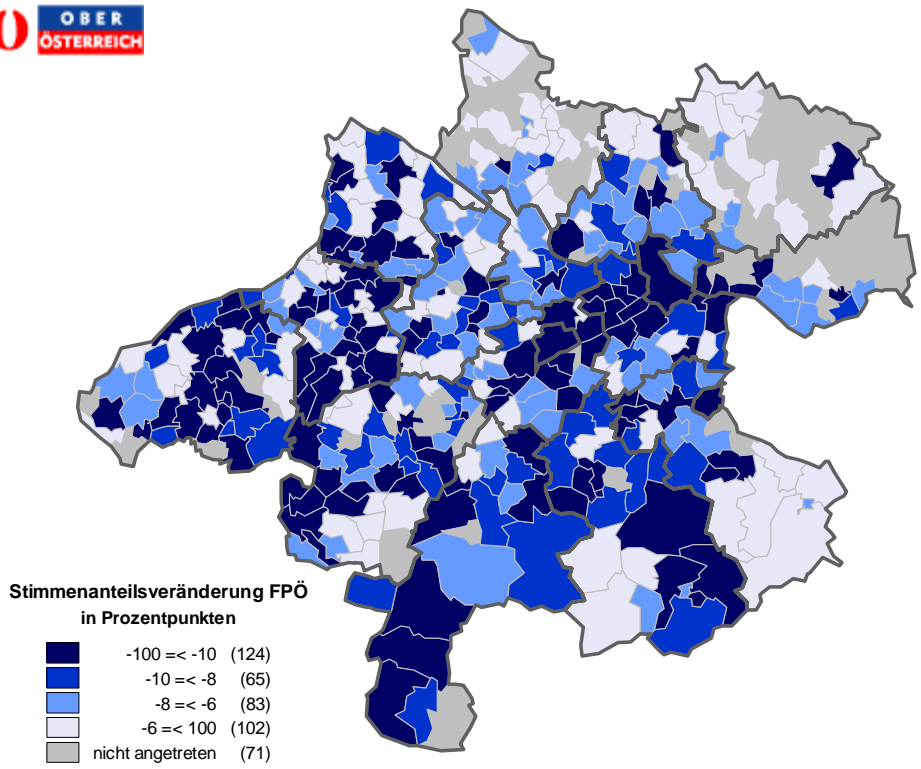 OBER
ÖSTERREICH
Stimmenanteilsveränderung FPÖ
in Prozentpunkten
-100 =< -10 (124)
-10 =< -8 (65)
-8 =< -6 (83)
-6 =< 100 (102)
nicht angetreten (71)